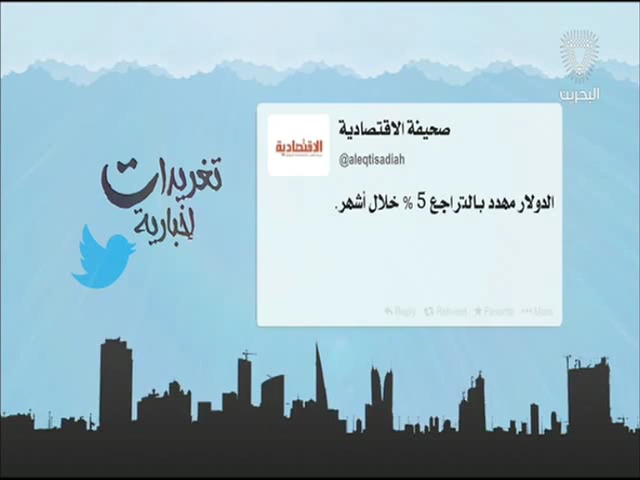 البحرين
صحيفة الاقتصادية
الاقتصادية
@aleqtisadiah
تغريدات
إخبارية
الدولار مهدد بالتراجع 5 % خلال أشهر.
Reply Retweet Favorite More